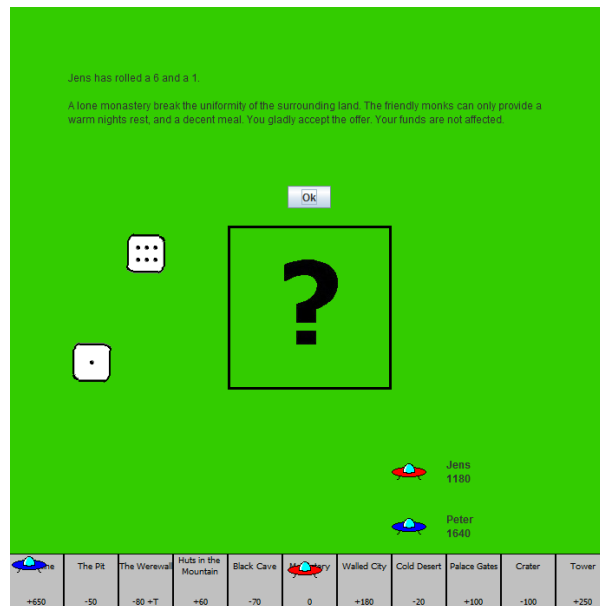 Jens has rolled a 6 and a 1.
A lone monastery break the uniformity of the surrounding land. The friendly monks can only provide a
warm nights rest, and a decent meal. You gladly accept the offer. Your funds are not affected.
Ok
?
Jens
1180
Peter
1640
The Pit
The Werewall
Huts in the
Mountain
Black Cave
Walled City
Cold Desert
Palace Gates
Crater
Tower
+650
-50
-80 +T
+60
-70
0
+180
-20
+100
-100
+250